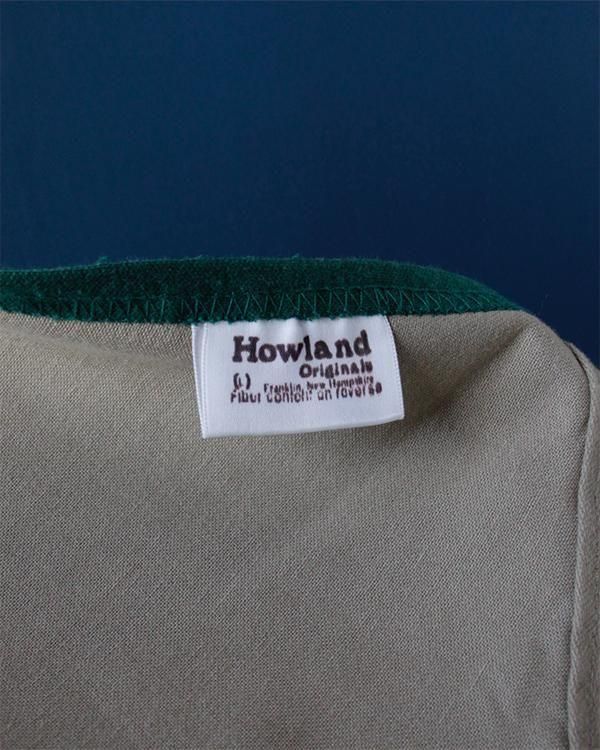 Howland
Originals
(L) Franklin, New Hampshire
Fiber content on reverse